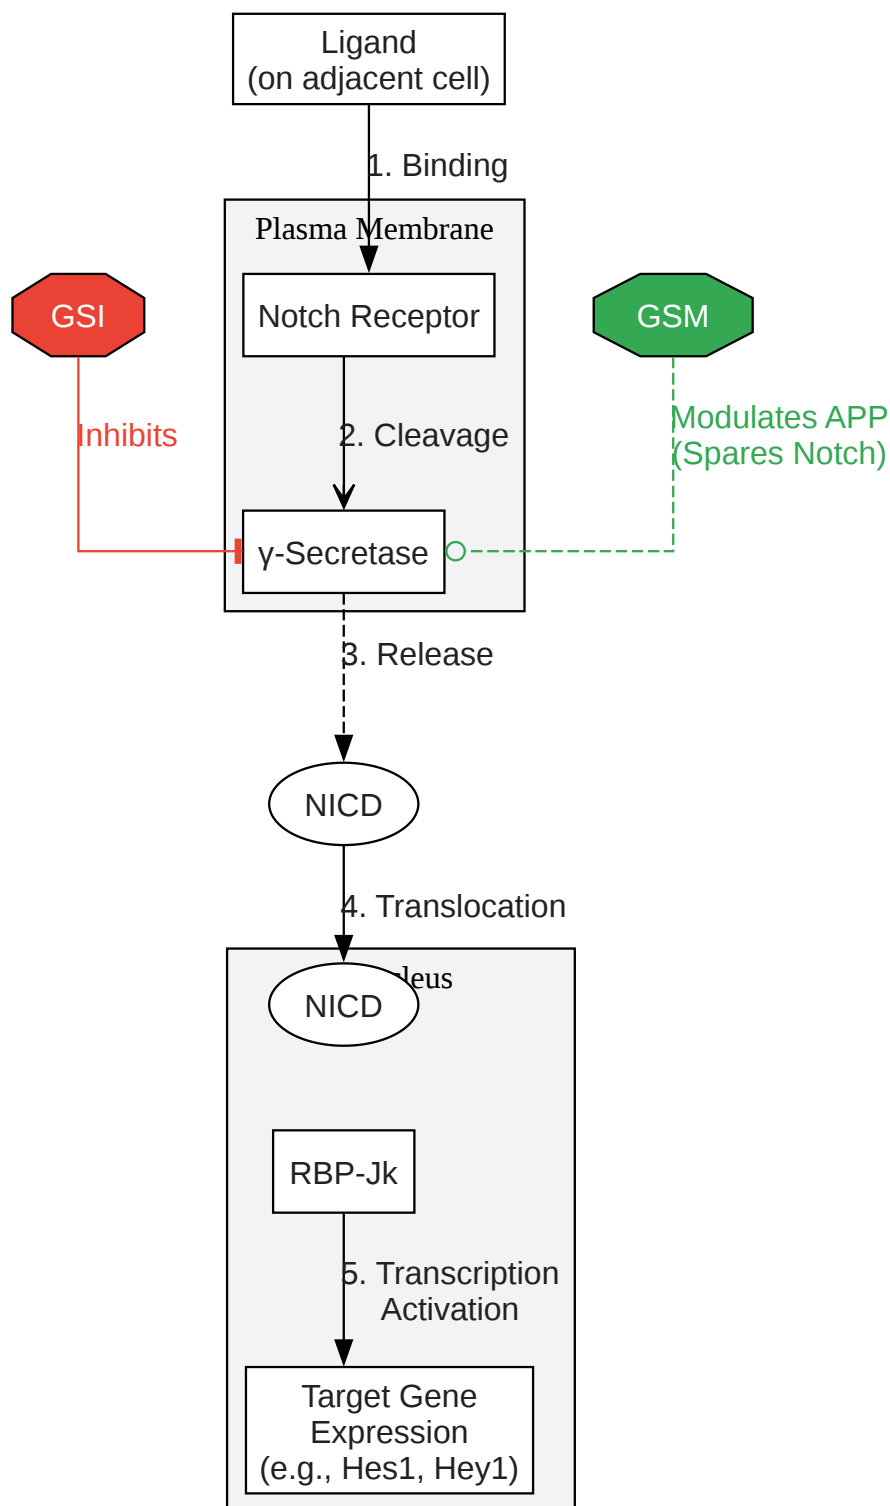 Ligand
(on adjacent cell)
1. Binding
Plasma Membrane
GSI
Notch Receptor
GSM
Inhibits
2. Cleavage
Modulates APP
(Spares Notch)
γ-Secretase
3. Release
NICD
4. Translocation
NICD
RBP-Jk
5. Transcription
Activation
Target Gene
Expression
(e.g., Hes1, Hey1)